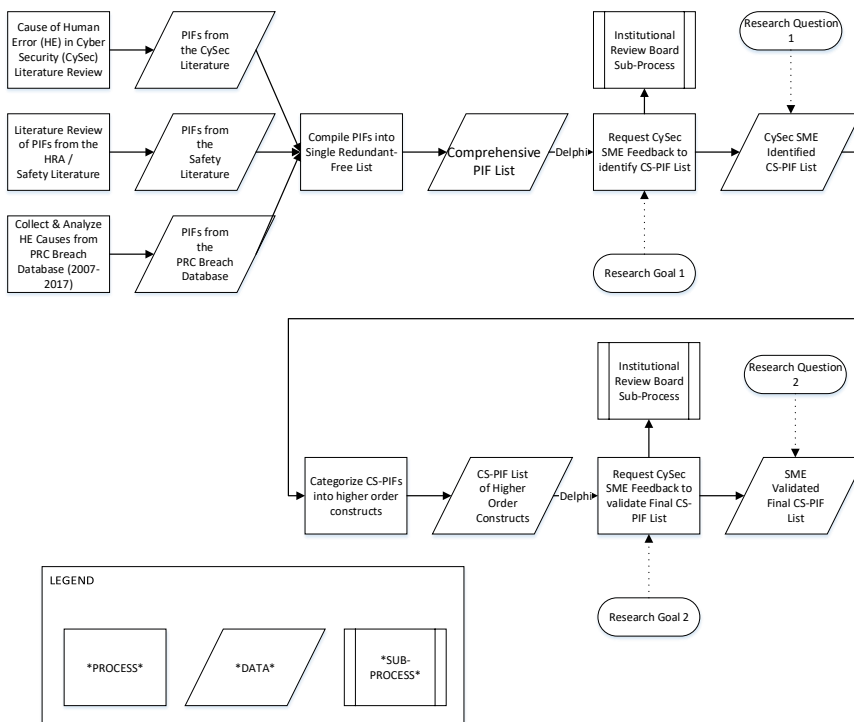 Cause of Human
Error (HE) in Cyber
Security (CySec)
Literature Review
PIFs from
the CySec
Literature
Literature Review
of PIFs from the
HRA /
Safety Literature
PIFs from
the
Safety
Literature
Collect & Analyze
HE Causes from
PRC Breach
Database (2007-
2017)
PIFs from
the
PRC Breach
Database
Compile PIFs into
Single Redundant-
Free List
Comprehensive
PIF List
Delphi
Institutional
Review Board
Sub-Process
Request CySec
SME Feedback to
identify CS-PIF List
Research Goal 1
Research Question
1
CySec SME
Identified
CS-PIF List
Categorize CS-PIFs
into higher order
constructs
CS-PIF List
of Higher
Order
Constructs
Delphi
Institutional
Review Board
Sub-Process
Request CySec
SME Feedback to
validate Final CS-
PIF List
Research Goal 2
Research Question
2
SME
Validated
Final CS-PIF
List
LEGEND
*PROCESS*
*DATA*
*SUB-
PROCESS*